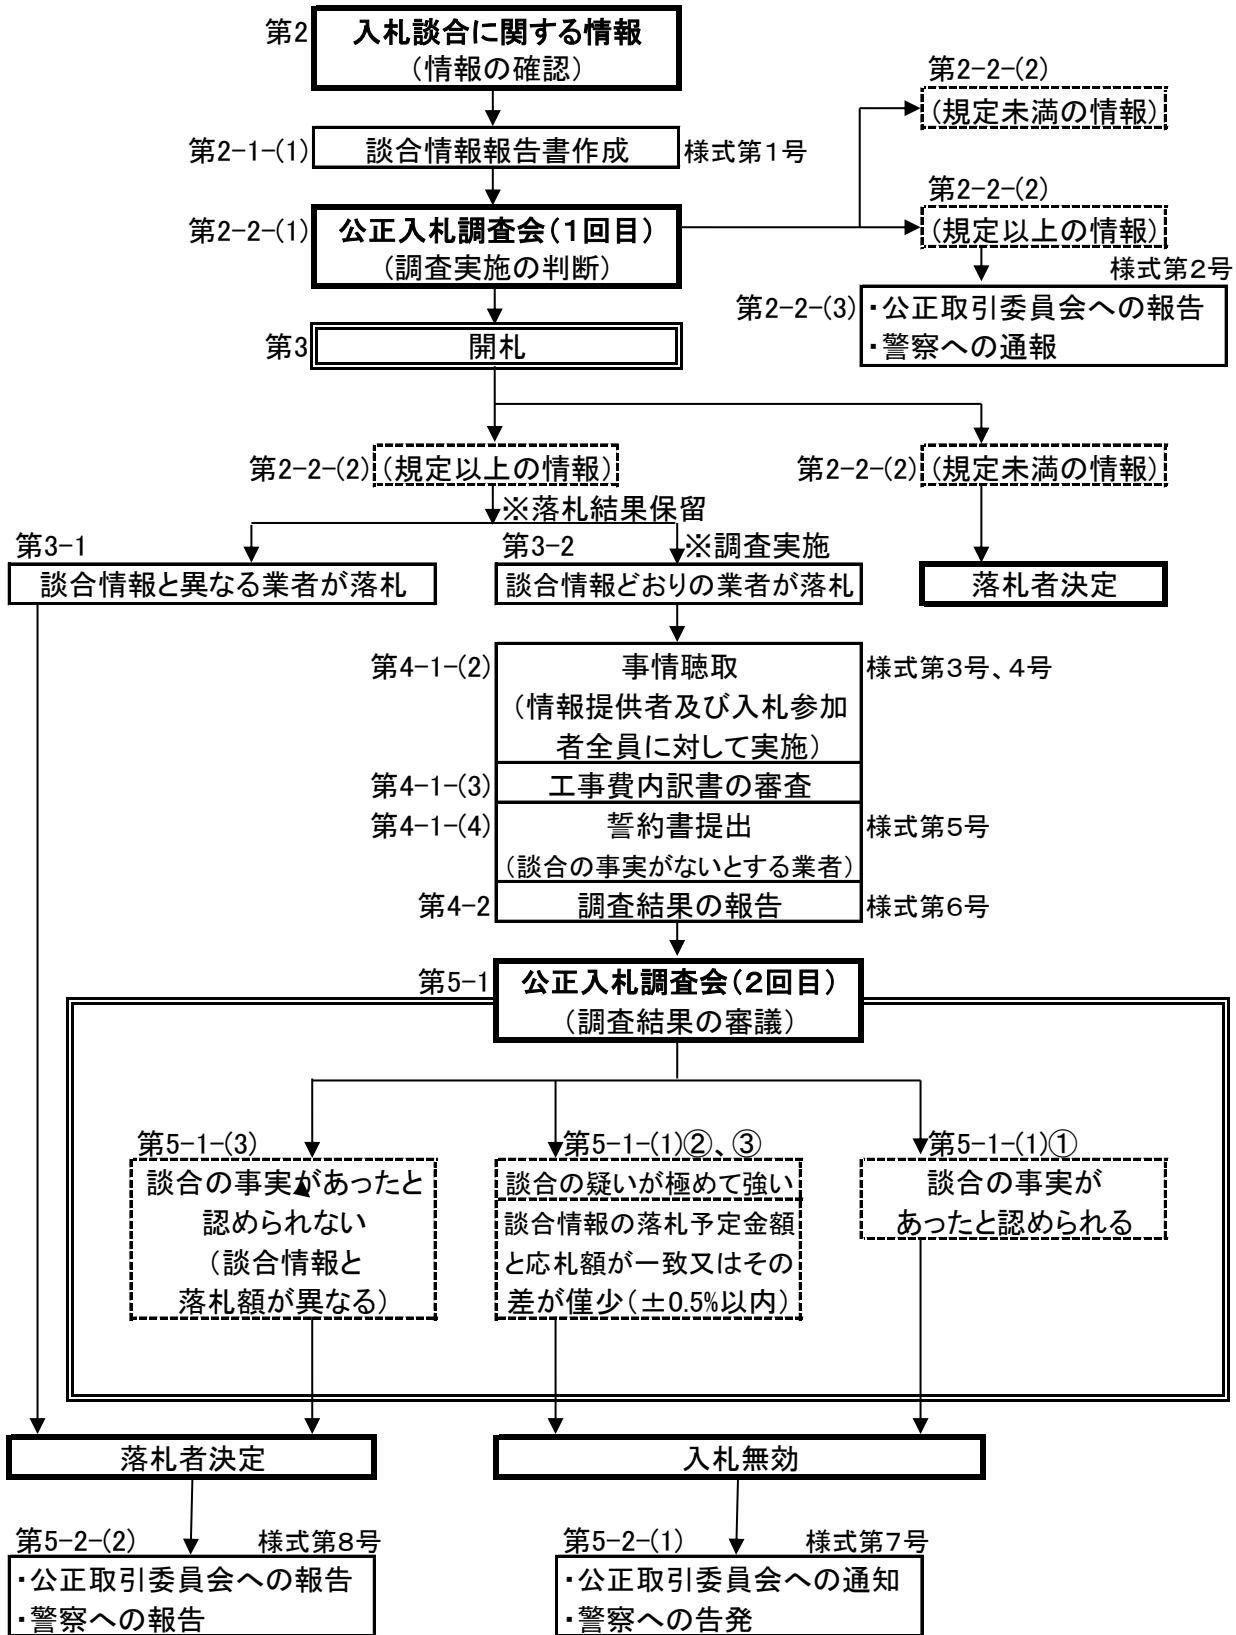 第2
入札談合に関する情報
(情報の確認)
第2-2-(2)
(規定未満の情報)
第2-1-(1)
談合情報報告書作成
様式第1号
第2-2-(2)
第2-2-(1)
公正入札調査会(1回目)
(規定以上の情報)
(調査実施の判断)
様式第2号
第2-2-(3)
・公正取引委員会への報告
・警察への通報
第3
開札
第2-2-(2)
(規定以上の情報)
第2-2-(2)
(規定未満の情報)
※落札結果保留
第3-1
第3-2
※調査実施
談合情報と異なる業者が落札
談合情報どおりの業者が落札
落札者決定
第4-1-(2)
事情聴取
様式第3号、4号
(情報提供者及び入札参加
者全員に対して実施)
第4-1-(3)
工事費内訳書の審査
第4-1-(4)
誓約書提出
様式第5号
(談合の事実がないとする業者)
第4-2
調査結果の報告
様式第6号
第5-1
公正入札調査会(2回目)
(調査結果の審議)
第5-1-(3)
第5-1-(1)②、③
第5-1-(1)①
談合の事実があったと
認められない
(談合情報と
落札額が異なる)
談合の疑いが極めて強い
談合情報の落札予定金額
と応札額が一致又はその
差が僅少(±0.5%以内)
談合の事実が
あったと認められる
落札者決定
入札無効
第5-2-(2)
様式第8号
第5-2-(1)
様式第7号
・公正取引委員会への報告
・警察への報告
・公正取引委員会への通知
・警察への告発